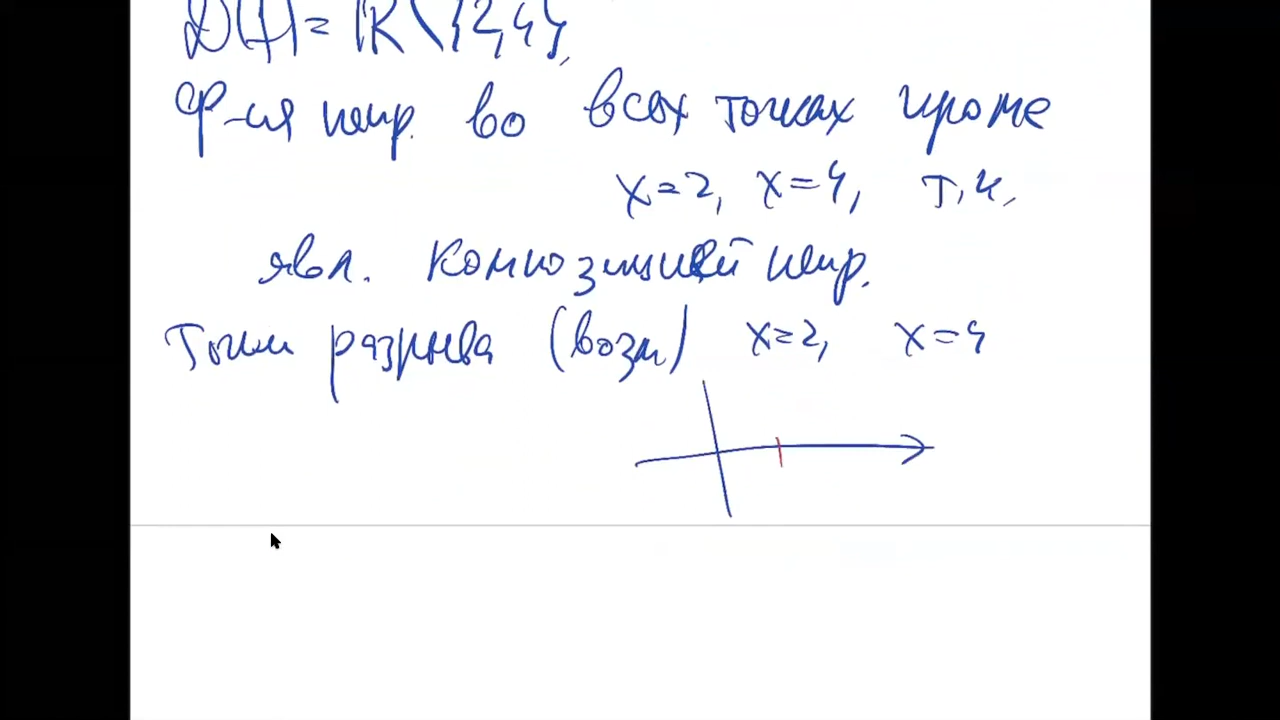 D(f)=ℝ\{2,4},
Ф-ия непр. во всех точках кроме
x=2, x=4, т.к.
явл. композицией непр.
Точки разрыва (возм) x=2, x=4